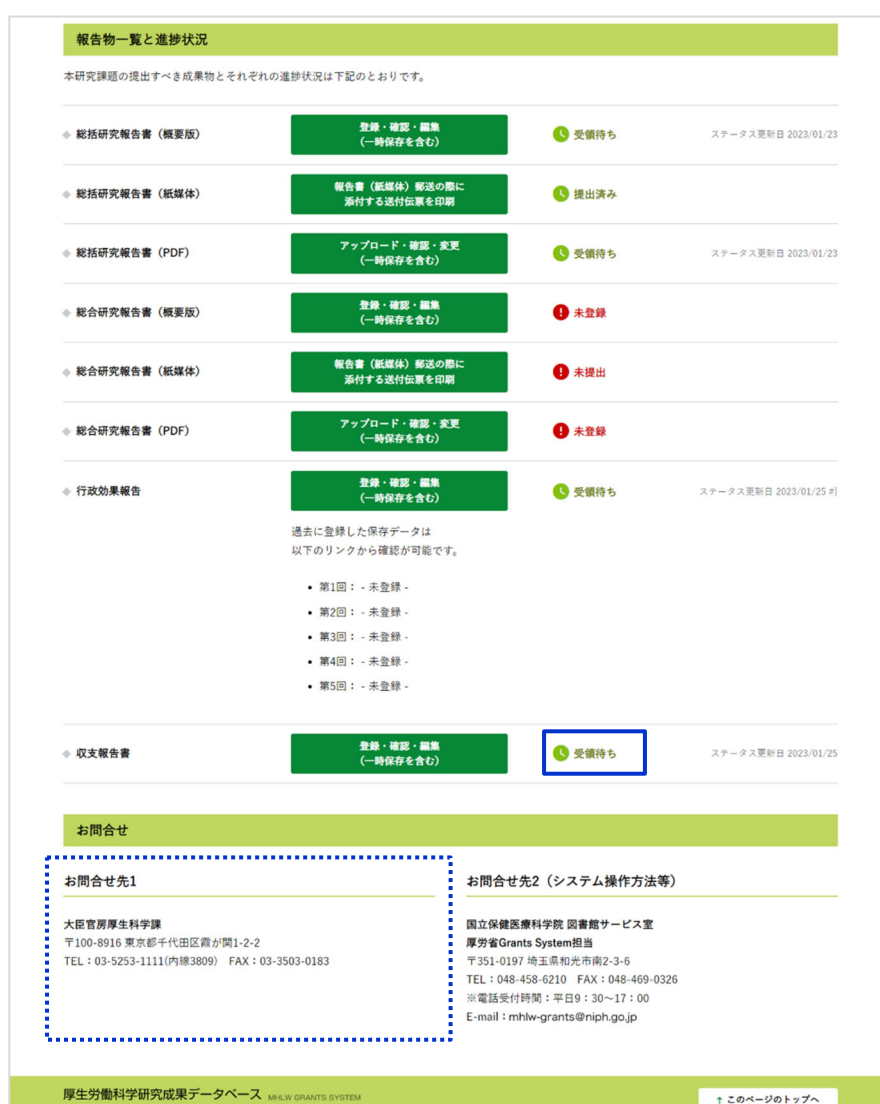 報告物一覧と進捗状況
本研究課題の提出すべき成果物とそれぞれの進捗状況は下記のとおりです。
総括研究報告書（概要版）
登録・確認・編集
（一時保存を含む）
受領待ち
ステータス更新日 2023/01/23
総括研究報告書（紙媒体）
報告書（紙媒体）郵送の際に
添付する送付伝票を印刷
提出済み
総括研究報告書（PDF）
アップロード・確認・変更
（一時保存を含む）
受領待ち
ステータス更新日 2023/01/23
総合研究報告書（概要版）
登録・確認・編集
（一時保存を含む）
未登録
総合研究報告書（紙媒体）
報告書（紙媒体）郵送の際に
添付する送付伝票を印刷
未提出
総合研究報告書（PDF）
アップロード・確認・変更
（一時保存を含む）
未登録
行政効果報告
登録・確認・編集
（一時保存を含む）
受領待ち
ステータス更新日 2023/01/25 #}
過去に登録した保存データは
以下のリンクから確認が可能です。
• 第1回：- 未登録 -
• 第2回：- 未登録 -
• 第3回：- 未登録 -
• 第4回：- 未登録 -
• 第5回：- 未登録 -
収支報告書
登録・確認・編集
（一時保存を含む）
受領待ち
ステータス更新日 2023/01/25
お問合せ
お問合せ先1
大臣官房厚生科学課
〒100-8916 東京都千代田区霞が関1-2-2
TEL：03-5253-1111(内線3809)　FAX：03-3503-0183
お問合せ先2（システム操作方法等）
国立保健医療科学院 図書館サービス室
厚労省Grants System担当
〒351-0197 埼玉県和光市南2-3-6
TEL：048-458-6210　FAX：048-469-0326
※電話受付時間：平日9：30～17：00
E-mail：mhlw-grants@niph.go.jp
厚生労働科学研究成果データベース MHLW GRANTS SYSTEM
↑ このページのトップへ